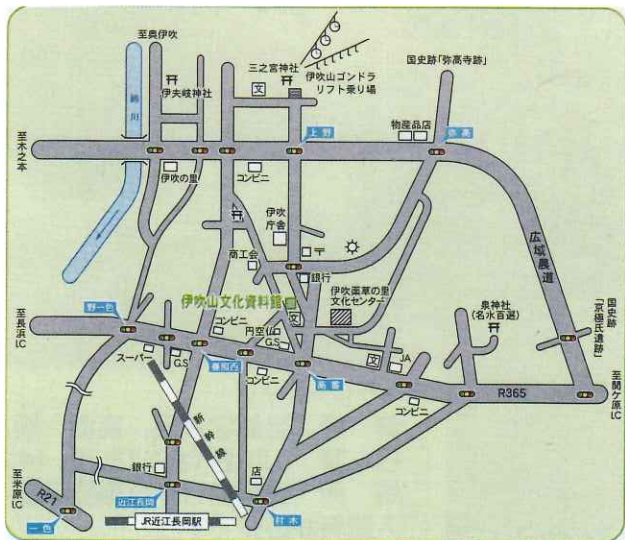 至奥伊吹
三之宮神社
国史跡「弥高寺跡」
伊夫岐神社
文
伊吹山ゴンドラ
リフト乗り場
姉川
上野
物産品店
弥高
至木之本
伊吹の里
コンビニ
伊吹
庁舎
商工会
〒
銀行
広域農道
伊吹山文化資料館
文
伊吹薬草の里
文化センター
泉神社
(名水百選)
国史跡
「京極氏遺跡」
野一色
至長浜I.C
コンビニ
円空仏
G.S
スーパー
G.S
春照西
コンビニ
文
JA
コンビニ
R365
至関ケ原I.C
新幹線
銀行
店
至米原I.C
R21
近江長岡
村木
一色
JR近江長岡駅